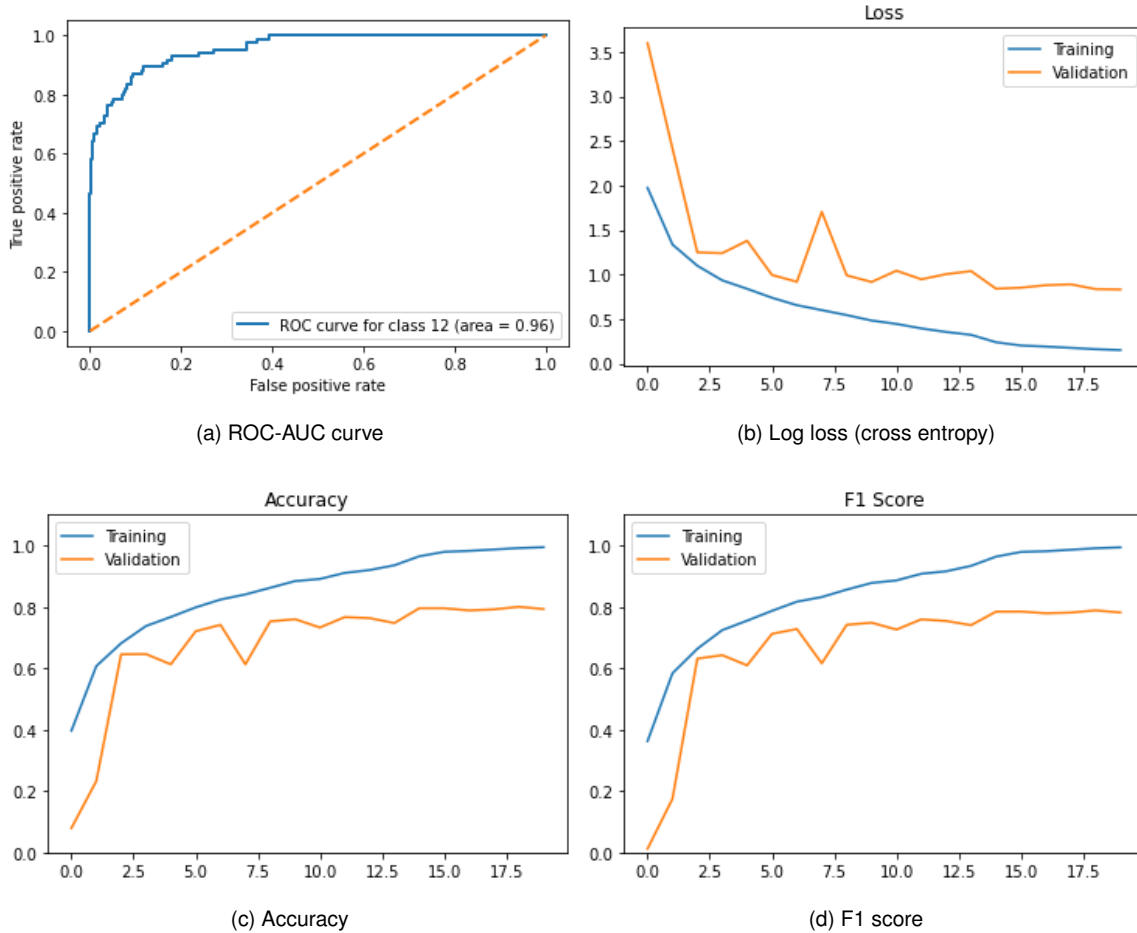 1.0
0.8
0.6
0.4
0.2
0.0
True positive rate
ROC curve for class 12 (area = 0.96)
0.0 0.2 0.4 0.6 0.8 1.0
False positive rate
(a) ROC-AUC curve
Loss
3.5
3.0
2.5
2.0
1.5
1.0
0.5
0.0
Training
Validation
0.0 2.5 5.0 7.5 10.0 12.5 15.0 17.5
(b) Log loss (cross entropy)
Accuracy
1.0
0.8
0.6
0.4
0.2
0.0
Training
Validation
0.0 2.5 5.0 7.5 10.0 12.5 15.0 17.5
(c) Accuracy
F1 Score
1.0
0.8
0.6
0.4
0.2
0.0
Training
Validation
0.0 2.5 5.0 7.5 10.0 12.5 15.0 17.5
(d) F1 score